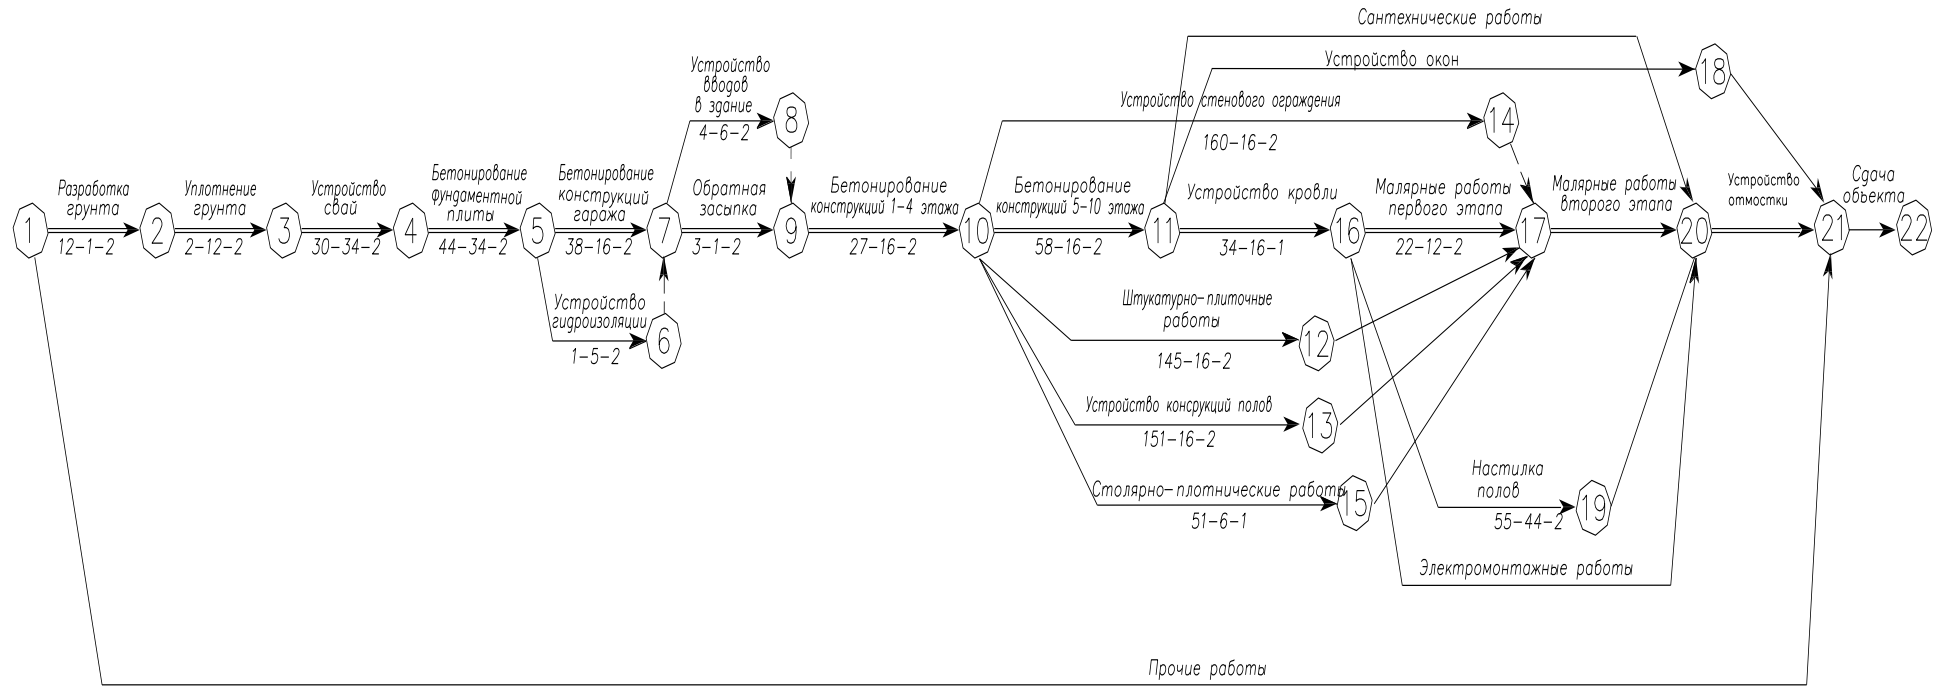 Сантехнические работы
Устройство окон
18
Устройство
вводов
в здание
4-6-2
8
Устройство стенового ограждения
160-16-2
14
Разработка
грунта
12-1-2
Уплотнение
грунта
2-12-2
Устройство
свай
30-34-2
Бетонирование
фундаментной
плиты
44-34-2
Бетонирование
конструкций
гаража
38-16-2
Обратная
засыпка
3-1-2
Бетонирование
конструкций 1-4 этажа
27-16-2
Бетонирование
конструкций 5-10 этажа
58-16-2
Устройство кровли
34-16-1
Малярные работы
первого этапа
22-12-2
Малярные работы
второго этапа
Устройство
отмостки
Сдача
объекта
1
2
3
4
5
7
9
10
11
16
17
20
21
22
Устройство
гидроизоляции
1-5-2
6
Штукатурно-плиточные
работы
145-16-2
12
Устройство консрукций полов
151-16-2
13
Столярно-плотнические работы
51-6-1
15
Настилка
полов
55-44-2
19
Электромонтажные работы
Прочие работы